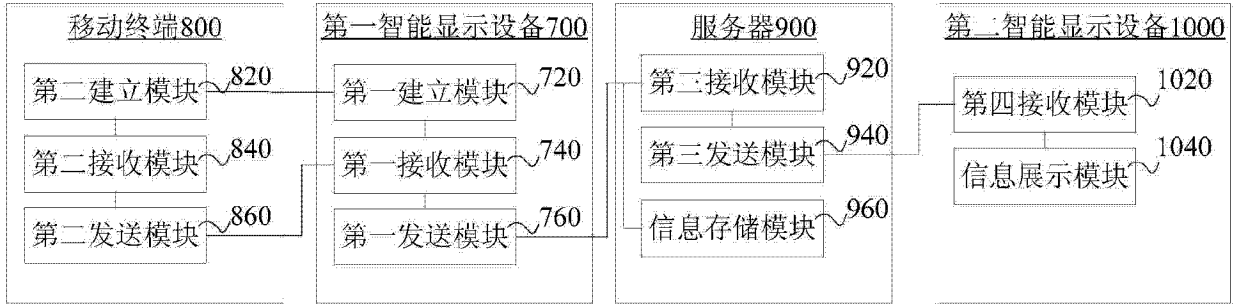 移动终端800
第二建立模块 820
第二接收模块 840
第二发送模块 860
第一智能显示设备700
第一建立模块 720
第一接收模块 740
第一发送模块 760
服务器900
第三接收模块 920
第三发送模块 940
信息存储模块 960
第二智能显示设备1000
第四接收模块 1020
信息展示模块 1040